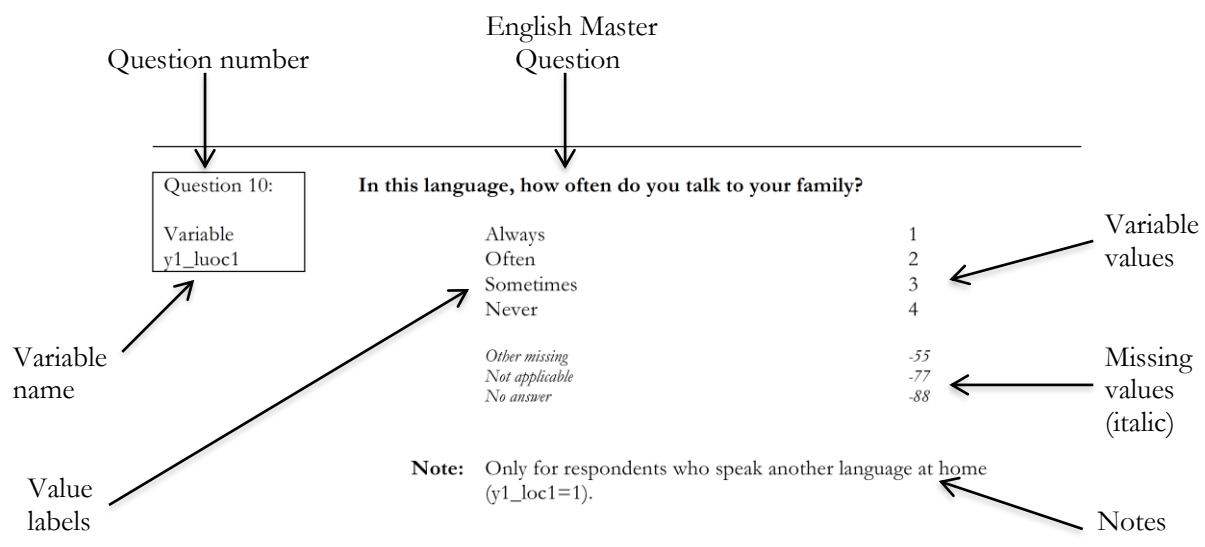 English Master
Question
Question number
Question 10:
In this language, how often do you talk to your family?
Variable
y1_luoc1
Always 1
Often 2
Sometimes 3
Never 4
Variable
values
Other missing -55
Not applicable -77
No answer -88
Variable
name
Missing
values
(italic)
Note: Only for respondents who speak another language at home
(y1_loc1=1).
Value
labels
Notes